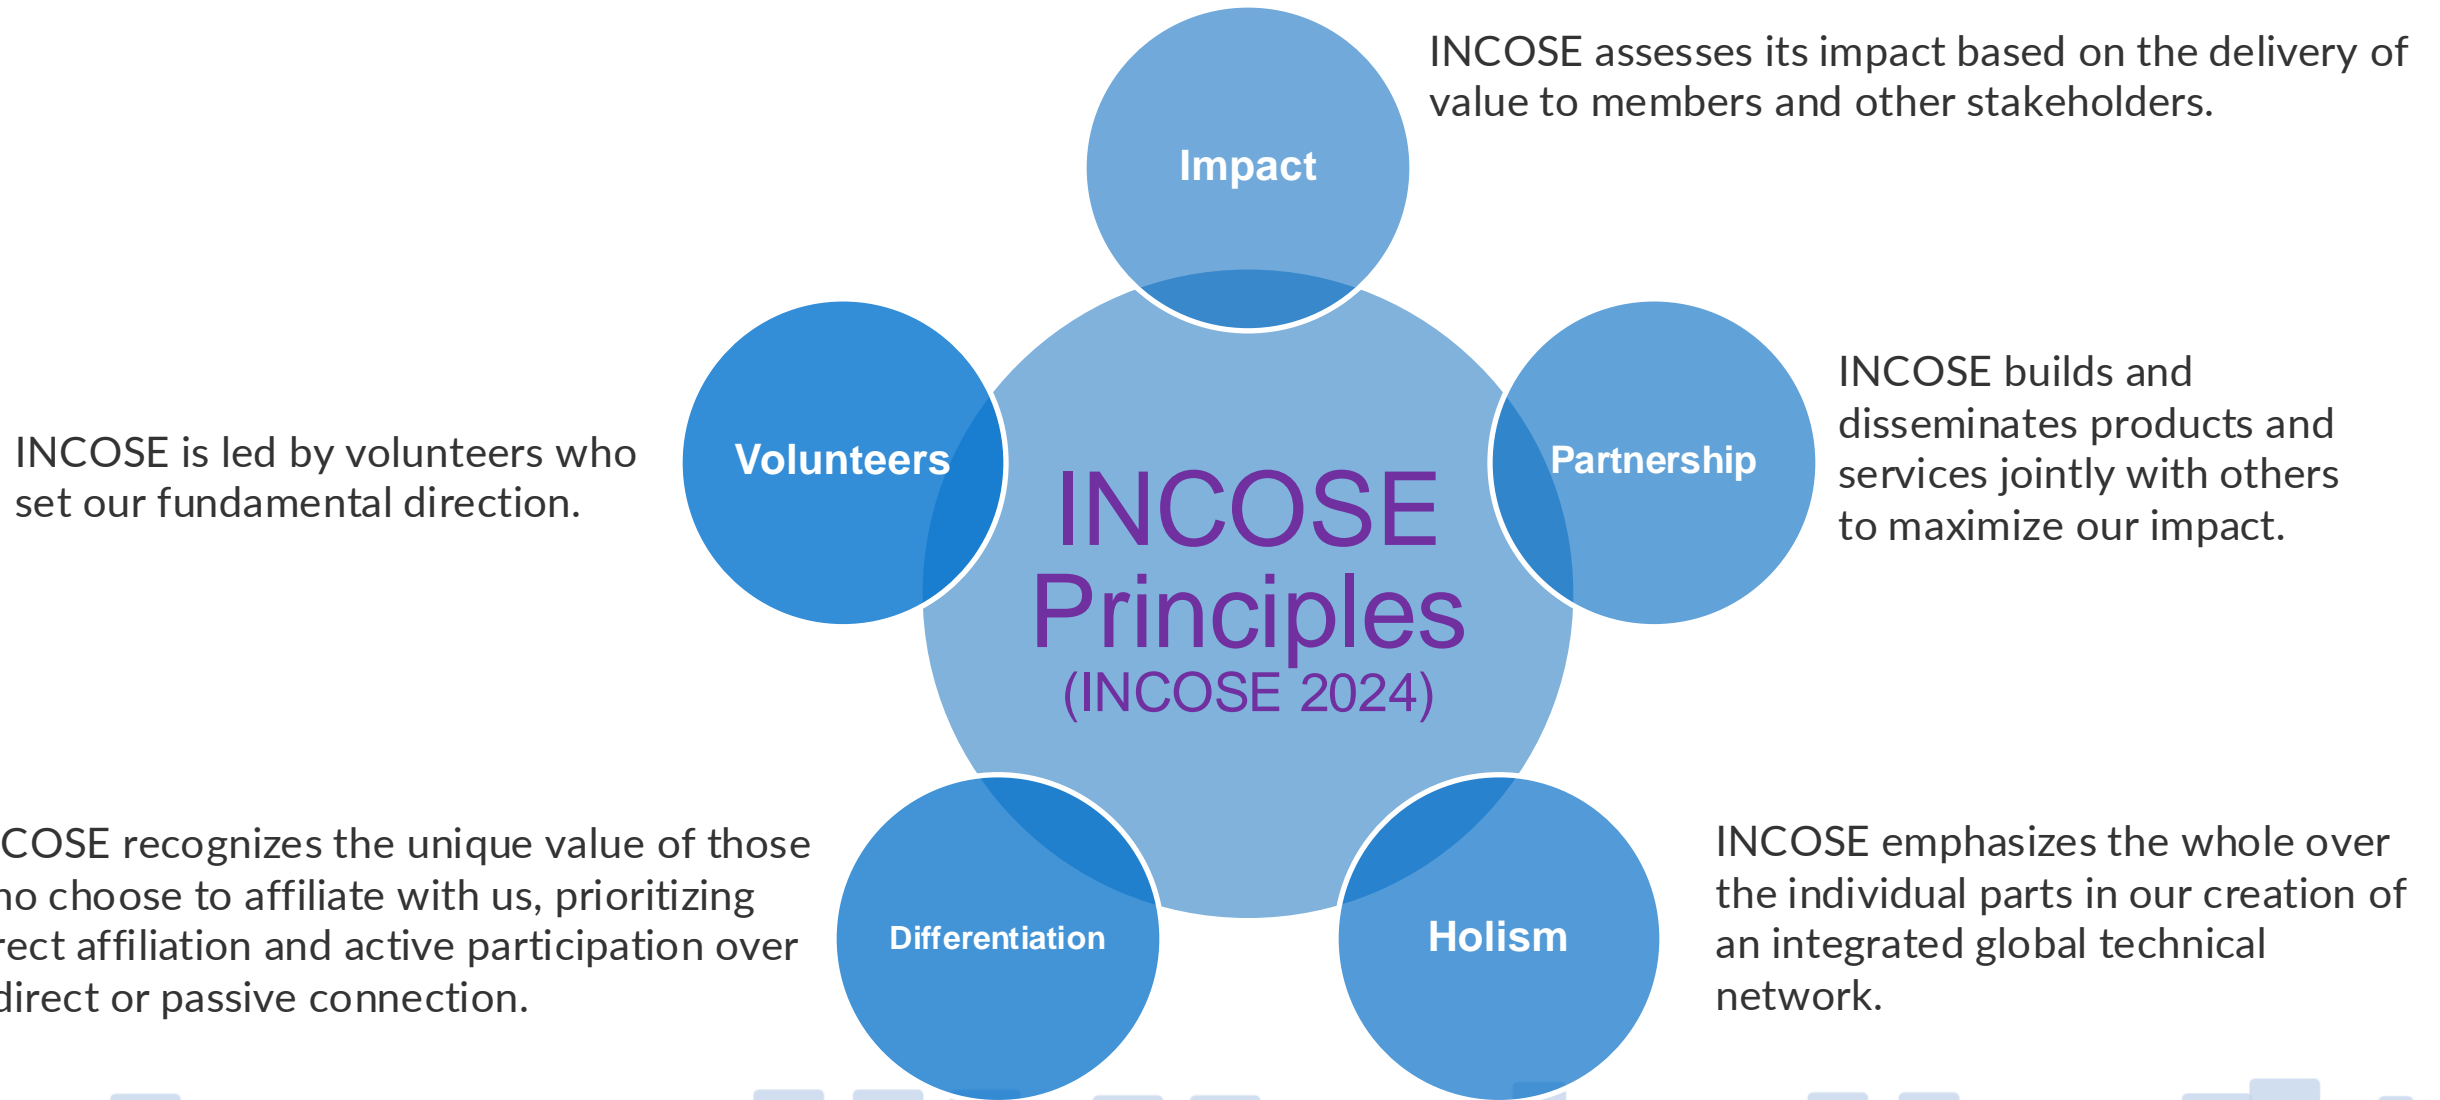 INCOSE assesses its impact based on the delivery of
value to members and other stakeholders.
Impact
INCOSE builds and
disseminates products and
services jointly with others
to maximize our impact.
Partnership
INCOSE is led by volunteers who
set our fundamental direction.
Volunteers
INCOSE
Principles
(INCOSE 2024)
COSE recognizes the unique value of those
no choose to affiliate with us, prioritizing
rect affiliation and active participation over
direct or passive connection.
Differentiation
Holism
INCOSE emphasizes the whole over
the individual parts in our creation of
an integrated global technical
network.